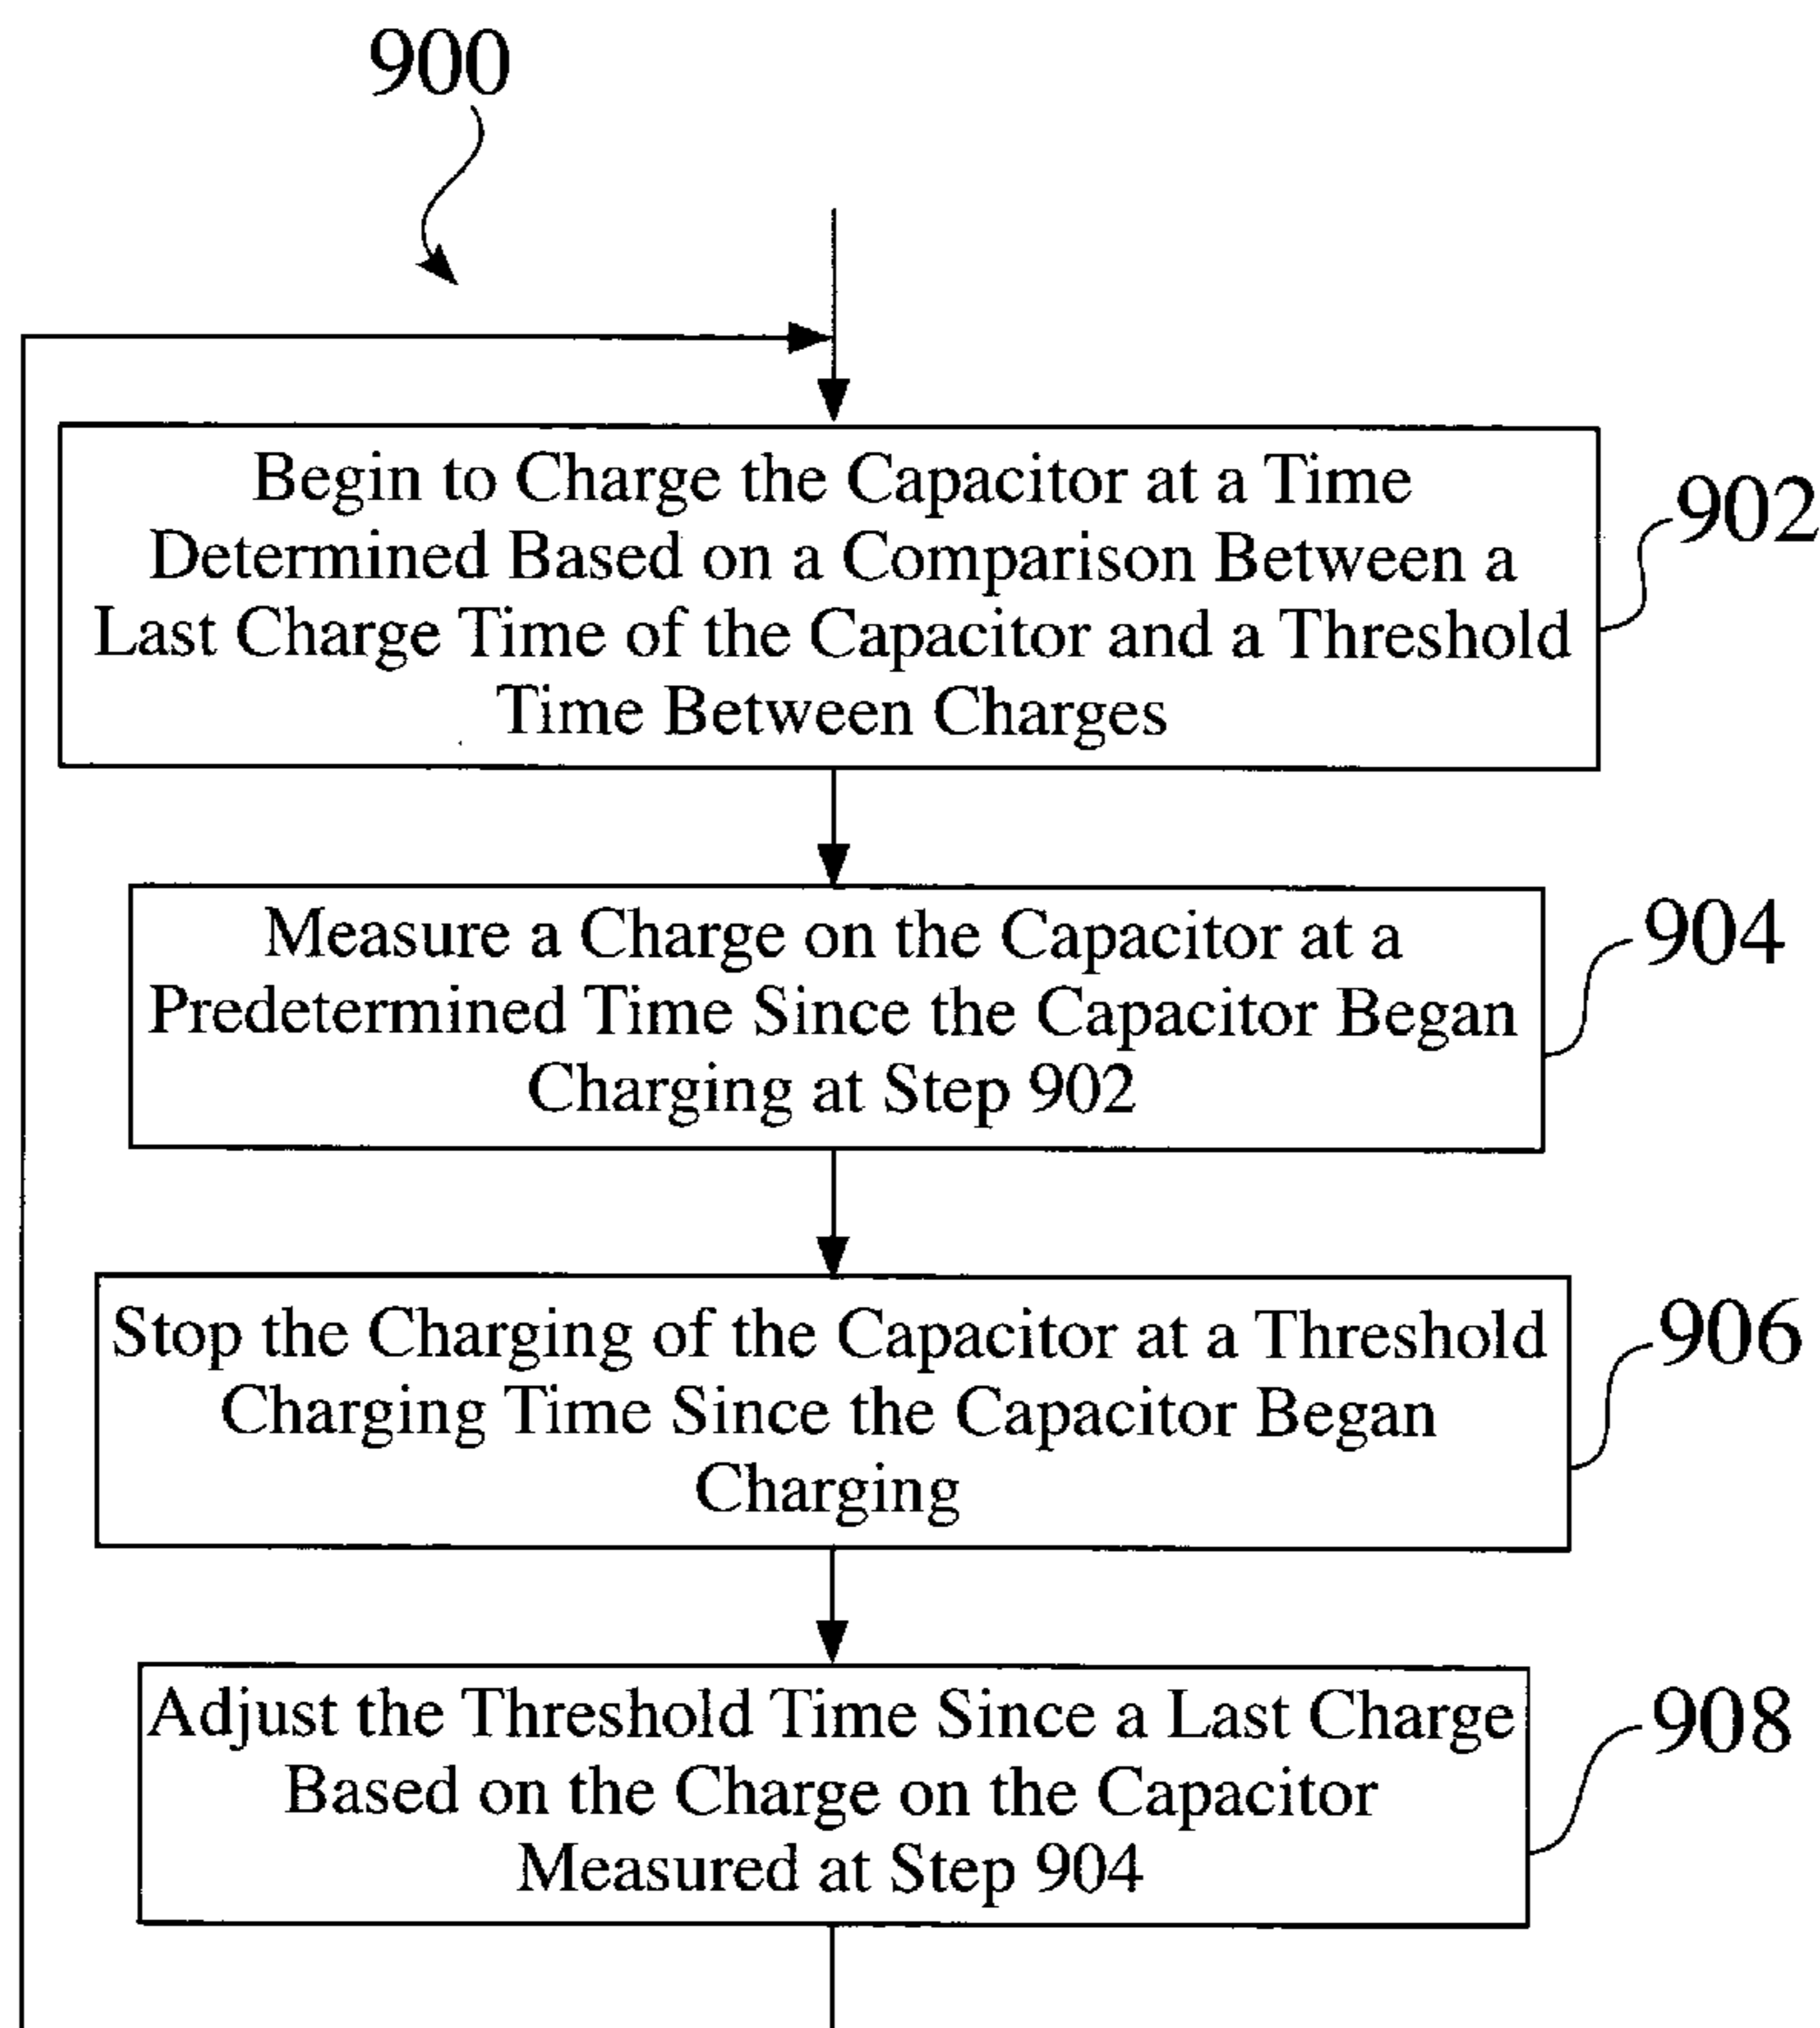 900
Begin to Charge the Capacitor at a Time
Determined Based on a Comparison Between a
Last Charge Time of the Capacitor and a Threshold
Time Between Charges
902
Measure a Charge on the Capacitor at a
Predetermined Time Since the Capacitor Began
Charging at Step 902
904
Stop the Charging of the Capacitor at a Threshold
Charging Time Since the Capacitor Began
Charging
906
Adjust the Threshold Time Since a Last Charge
Based on the Charge on the Capacitor
Measured at Step 904
908